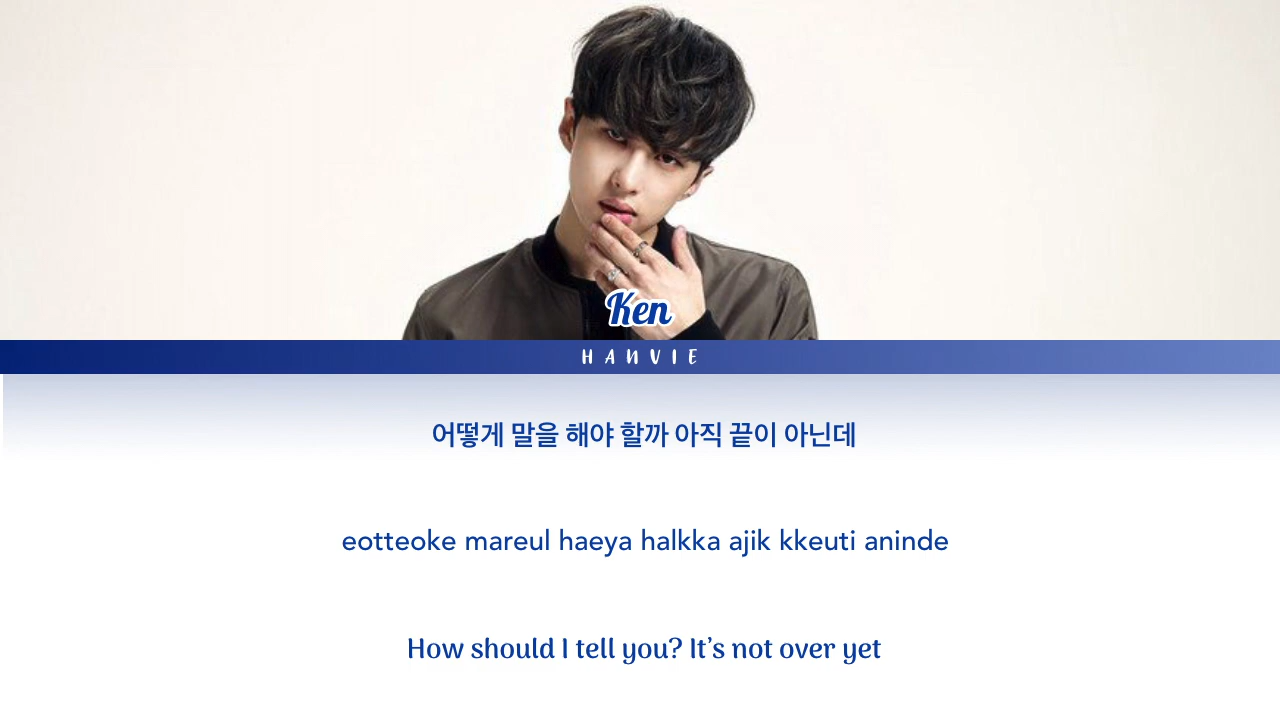 Ken
HANVIE
어떻게 말을 해야 할까 아직 끝이 아닌데
eotteoke mareul haeya halkka ajik kkeuti aninde
How should I tell you? It’s not over yet